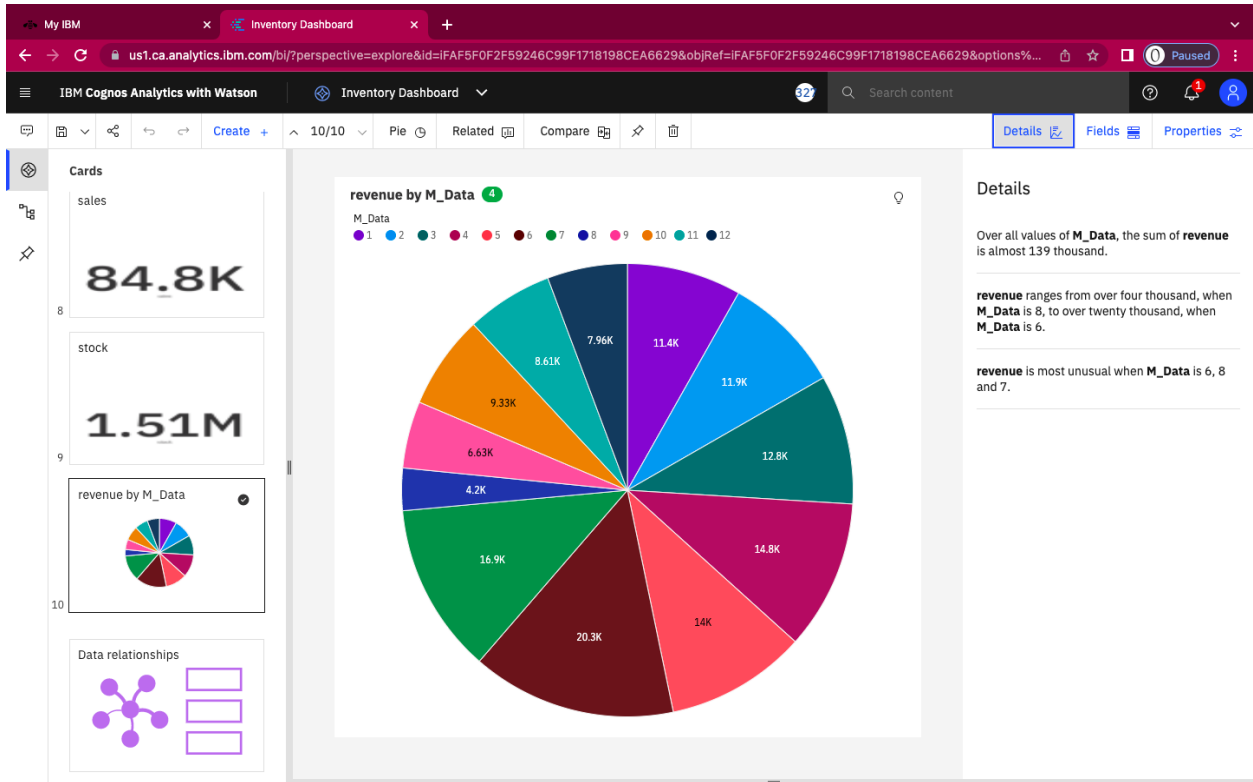 My IBM
Inventory Dashboard
us1.ca.analytics.ibm.com/bi/?perspective=explore&id=iFAF5F0F2F59246C99F1718198CEA6629&objRef=iFAF5F0F2F59246C99F1718198CEA6629&options%...
Paused
IBM Cognos Analytics with Watson
Inventory Dashboard
Search content
1
Create +
10/10
Pie
Related
Compare
Details
Fields
Properties
Cards
sales
84.8K
8
stock
1.51M
9
revenue by M_Data
10
Data relationships
revenue by M_Data 4
M_Data
1 2 3 4 5 6 7 8 9 10 11 12
7.96K
11.4K
8.61K
11.9K
9.33K
6.63K
12.8K
4.2K
14.8K
16.9K
14K
20.3K
Details
Over all values of M_Data, the sum of revenue
is almost 139 thousand.
revenue ranges from over four thousand, when
M_Data is 8, to over twenty thousand, when
M_Data is 6.
revenue is most unusual when M_Data is 6, 8
and 7.